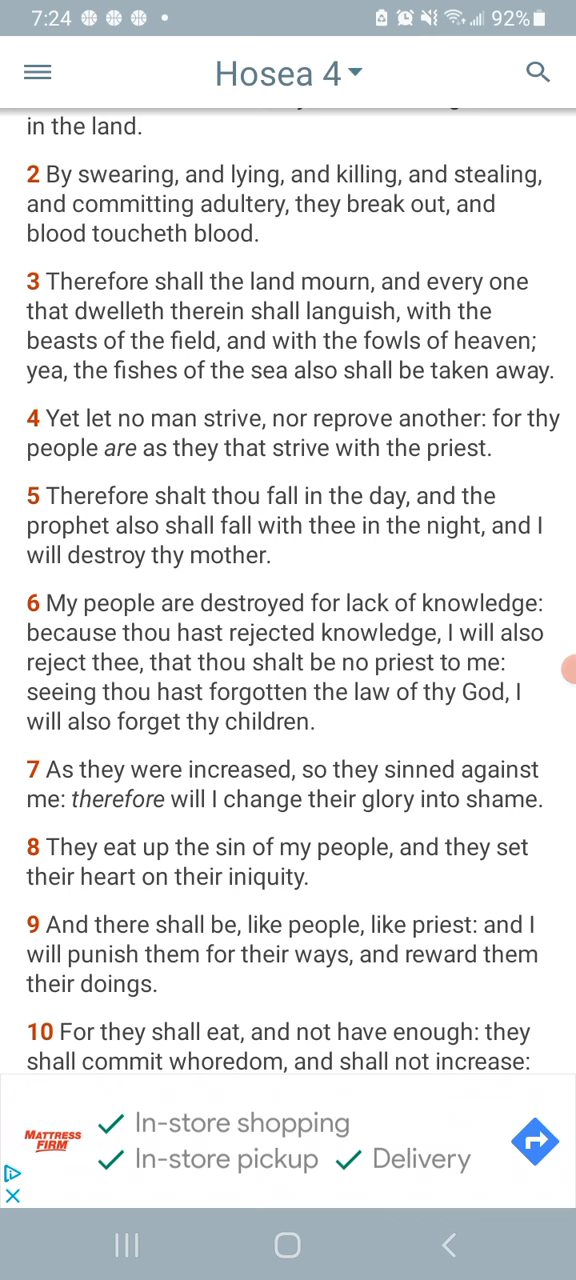 7:24 92%
Hosea 4
in the land.
2 By swearing, and lying, and killing, and stealing,
and committing adultery, they break out, and
blood toucheth blood.
3 Therefore shall the land mourn, and every one
that dwelleth therein shall languish, with the
beasts of the field, and with the fowls of heaven;
yea, the fishes of the sea also shall be taken away.
4 Yet let no man strive, nor reprove another: for thy
people are as they that strive with the priest.
5 Therefore shalt thou fall in the day, and the
prophet also shall fall with thee in the night, and I
will destroy thy mother.
6 My people are destroyed for lack of knowledge:
because thou hast rejected knowledge, I will also
reject thee, that thou shalt be no priest to me:
seeing thou hast forgotten the law of thy God, I
will also forget thy children.
7 As they were increased, so they sinned against
me: therefore will I change their glory into shame.
8 They eat up the sin of my people, and they set
their heart on their iniquity.
9 And there shall be, like people, like priest: and I
will punish them for their ways, and reward them
their doings.
10 For they shall eat, and not have enough: they
shall commit whoredom, and shall not increase:
MATTRESS
FIRM
In-store shopping
In-store pickup Delivery